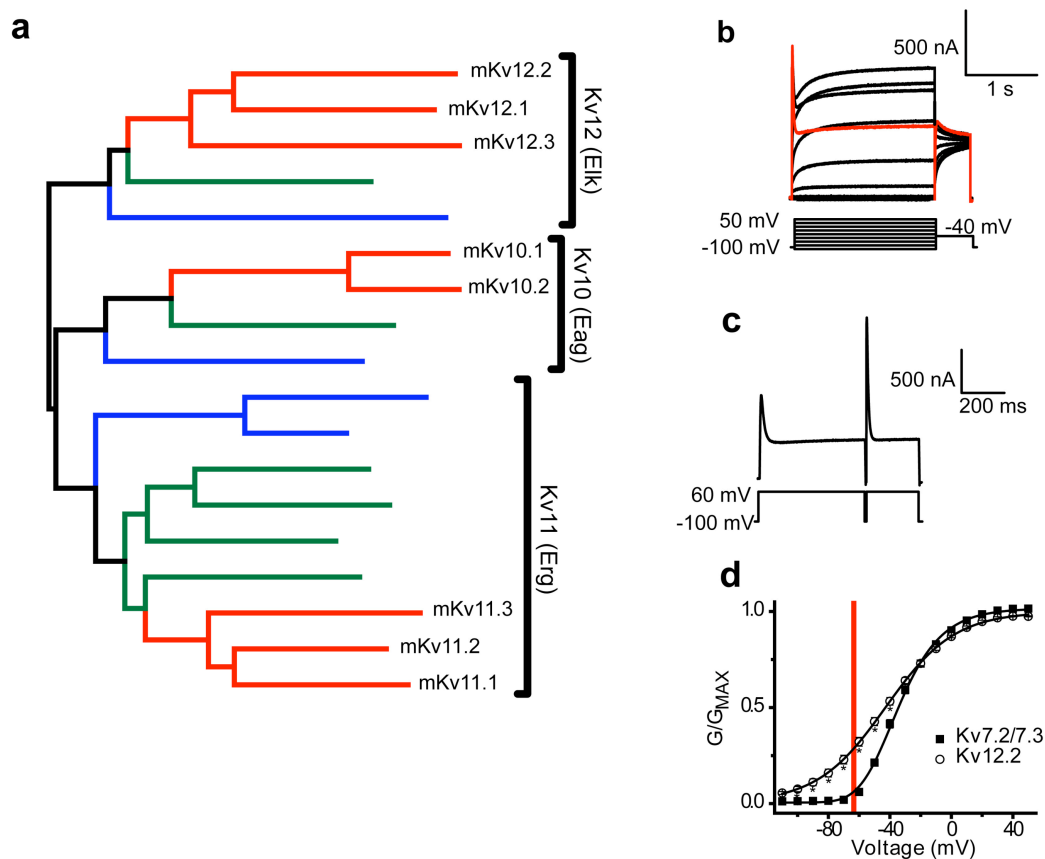 a
mKv12.2
mKv12.1
mKv12.3
Kv12 (Elk)
mKv10.1
mKv10.2
Kv10 (Eag)
Kv11 (Erg)
mKv11.3
mKv11.2
mKv11.1
b
500 nA
1 s
50 mV
-100 mV
-40 mV
c
500 nA
200 ms
60 mV
-100 mV
d
1.0
0.5
0.0
G/GMAX
Kv7.2/7.3
Kv12.2
* * * * * * * *
-80 -40 0 40
Voltage (mV)